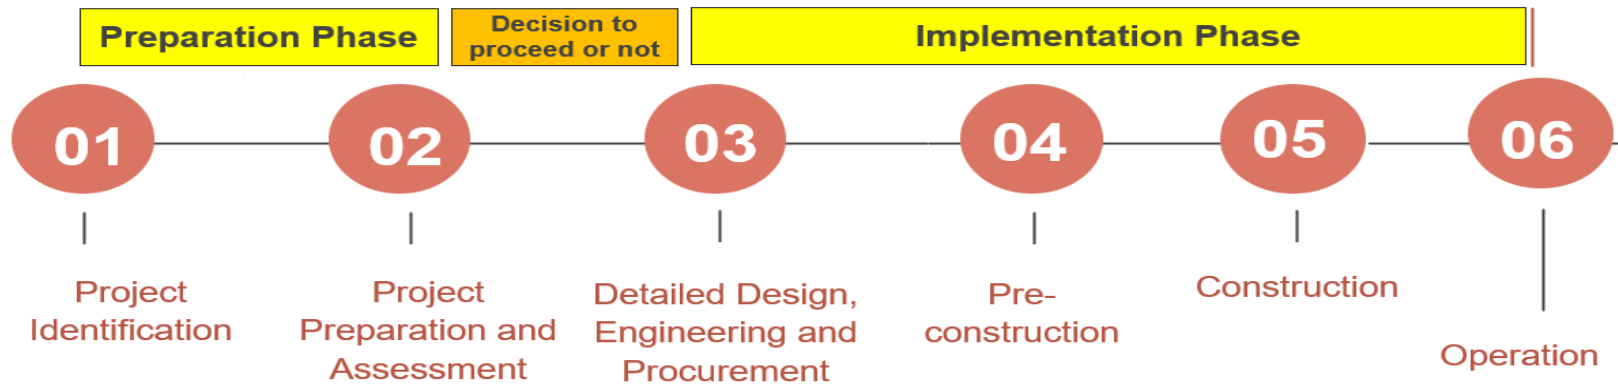 Preparation Phase
Decision to
proceed or not
Implementation Phase
01
02
03
04
05
06
Project
Identification
Project
Preparation and
Assessment
Detailed Design,
Engineering and
Procurement
Pre-
construction
Construction
Operation